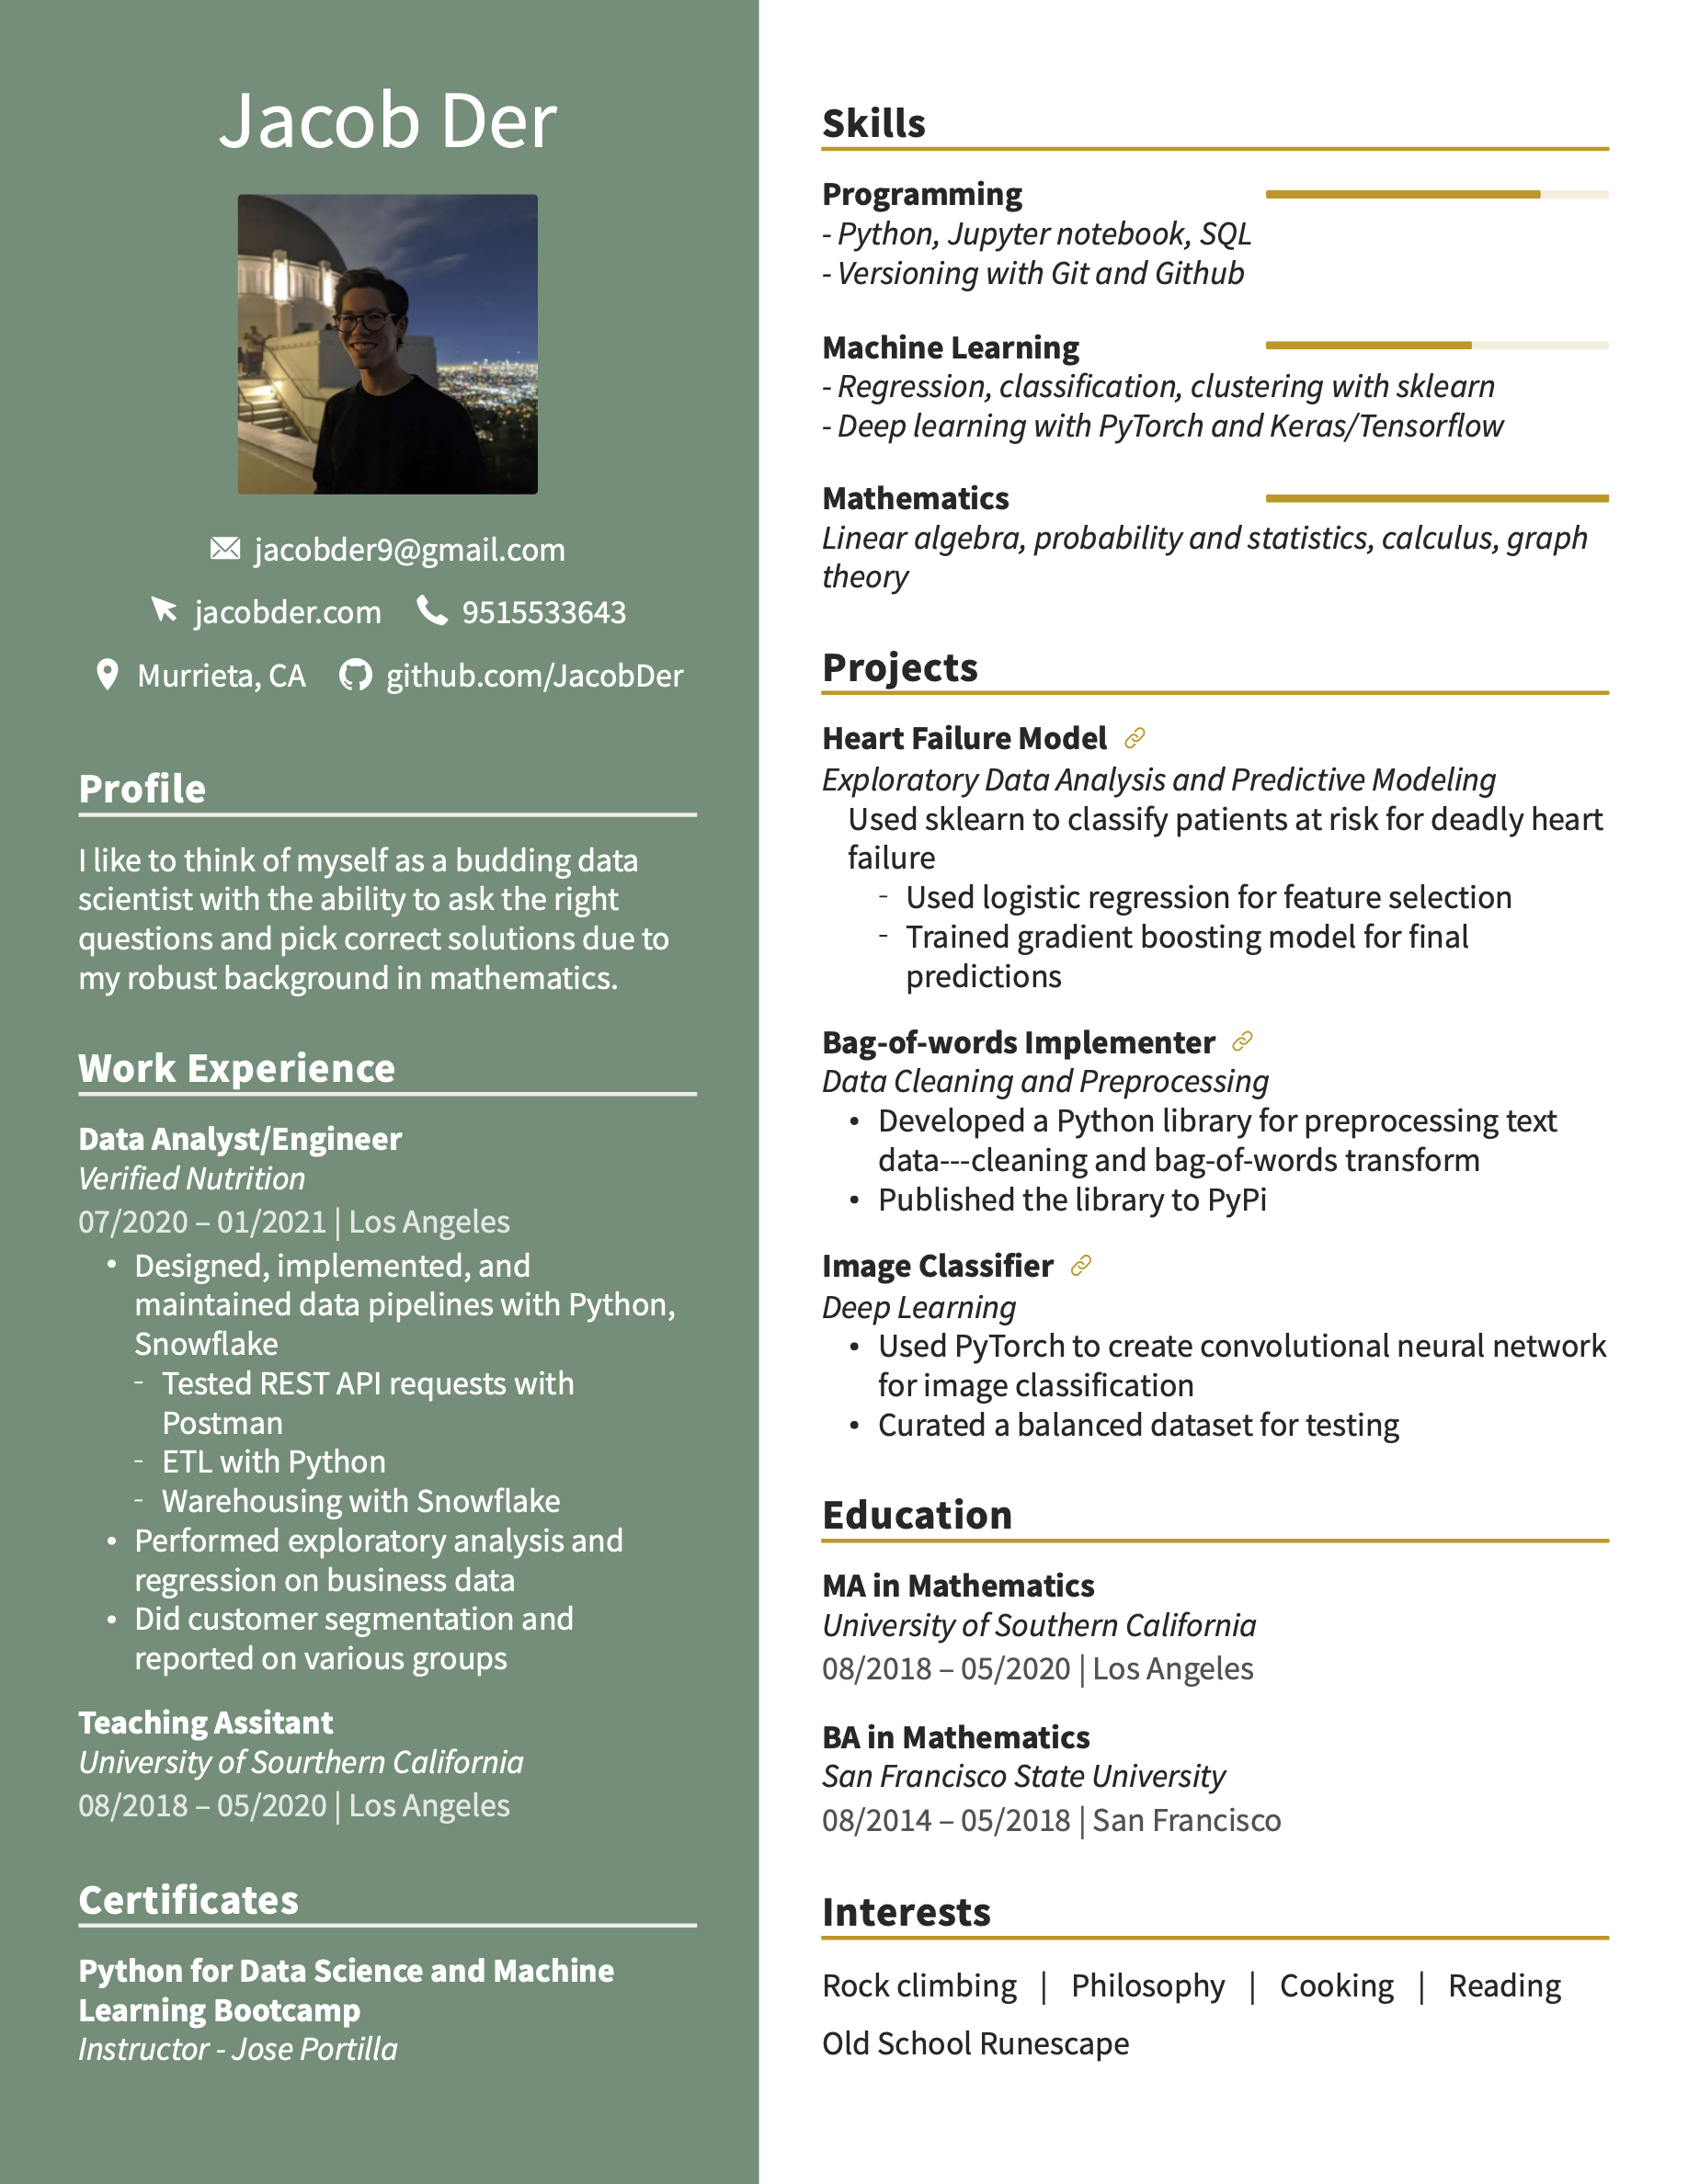 Jacob Der
jacobder9@gmail.com
jacobder.com 9515533643
Murrieta, CA github.com/JacobDer
Profile
I like to think of myself as a budding data
scientist with the ability to ask the right
questions and pick correct solutions due to
my robust background in mathematics.
Work Experience
Data Analyst/Engineer
Verified Nutrition
07/2020 – 01/2021 | Los Angeles
• Designed, implemented, and
maintained data pipelines with Python,
Snowflake
- Tested REST API requests with
Postman
- ETL with Python
- Warehousing with Snowflake
• Performed exploratory analysis and
regression on business data
• Did customer segmentation and
reported on various groups
Teaching Assitant
University of Sourthern California
08/2018 – 05/2020 | Los Angeles
Certificates
Python for Data Science and Machine
Learning Bootcamp
Instructor - Jose Portilla
Skills
Programming
- Python, Jupyter notebook, SQL
- Versioning with Git and Github
Machine Learning
- Regression, classification, clustering with sklearn
- Deep learning with PyTorch and Keras/Tensorflow
Mathematics
Linear algebra, probability and statistics, calculus, graph
theory
Projects
Heart Failure Model
Exploratory Data Analysis and Predictive Modeling
Used sklearn to classify patients at risk for deadly heart
failure
- Used logistic regression for feature selection
- Trained gradient boosting model for final
predictions
Bag-of-words Implementer
Data Cleaning and Preprocessing
• Developed a Python library for preprocessing text
data---cleaning and bag-of-words transform
• Published the library to PyPi
Image Classifier
Deep Learning
• Used PyTorch to create convolutional neural network
for image classification
• Curated a balanced dataset for testing
Education
MA in Mathematics
University of Southern California
08/2018 – 05/2020 | Los Angeles
BA in Mathematics
San Francisco State University
08/2014 – 05/2018 | San Francisco
Interests
Rock climbing | Philosophy | Cooking | Reading
Old School Runescape